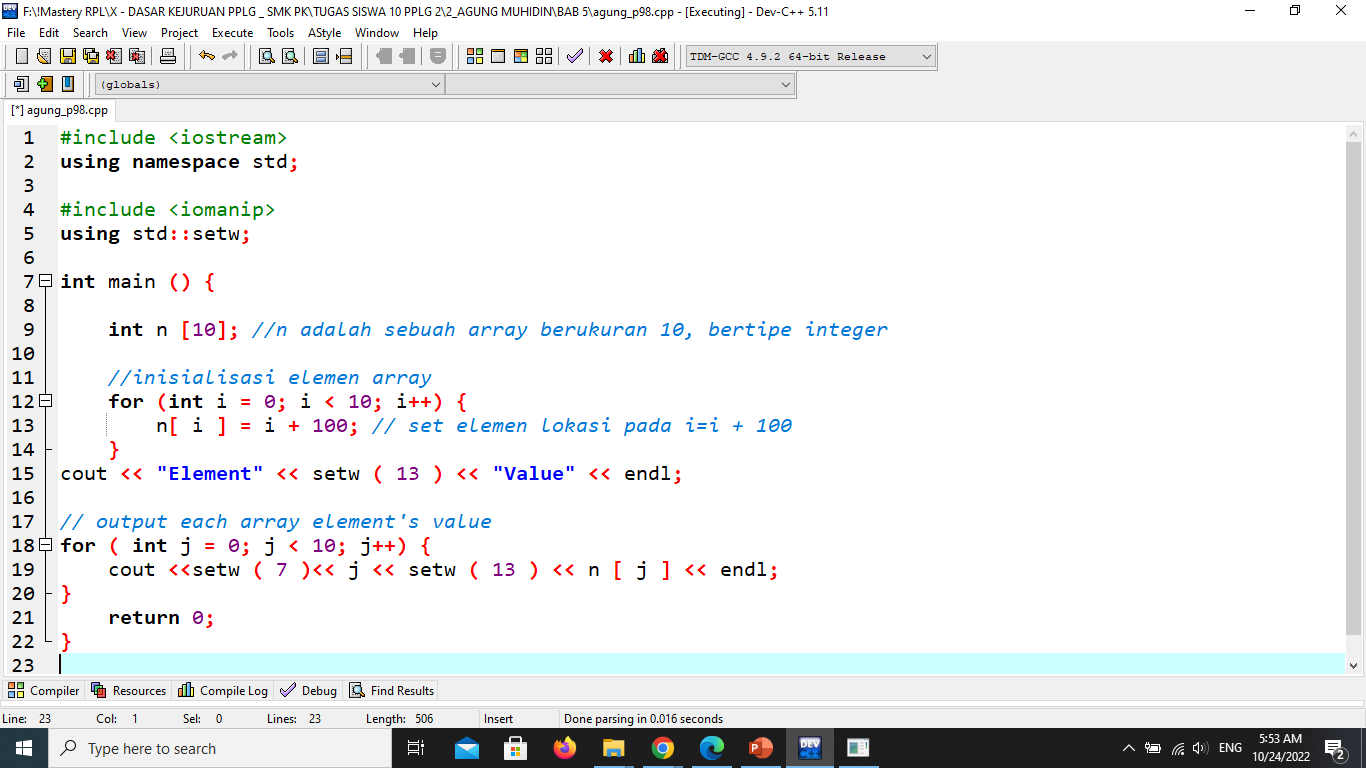 F:\!Mastery RPL\X - DASAR KEJURUAN PPLG _ SMK PK\TUGAS SISWA 10 PPLG 2\2_AGUNG MUHIDIN\BAB 5\agung_p98.cpp - [Executing] - Dev-C++ 5.11
File Edit Search View Project Execute Tools AStyle Window Help
TDM-GCC 4.9.2 64-bit Release
(globals)
[*] agung_p98.cpp
1 #include <iostream>
2 using namespace std;
3
4 #include <iomanip>
5 using std::setw;
6
7 int main () {
8
9 int n [10]; //n adalah sebuah array berukuran 10, bertipe integer
10
11 //inisialisasi elemen array
12 for (int i = 0; i < 10; i++) {
13 n[ i ] = i + 100; // set elemen lokasi pada i=i + 100
14 }
15 cout << "Element" << setw ( 13 ) << "Value" << endl;
16
17 // output each array element's value
18 for ( int j = 0; j < 10; j++) {
19 cout <<setw ( 7 )<< j << setw ( 13 ) << n [ j ] << endl;
20 }
21 return 0;
22 }
23
Compiler Resources Compile Log Debug Find Results
Line: 23 Col: 1 Sel: 0 Lines: 23 Length: 506 Insert Done parsing in 0.016 seconds
Type here to search
DEV
ENG
5:53 AM
10/24/2022
2